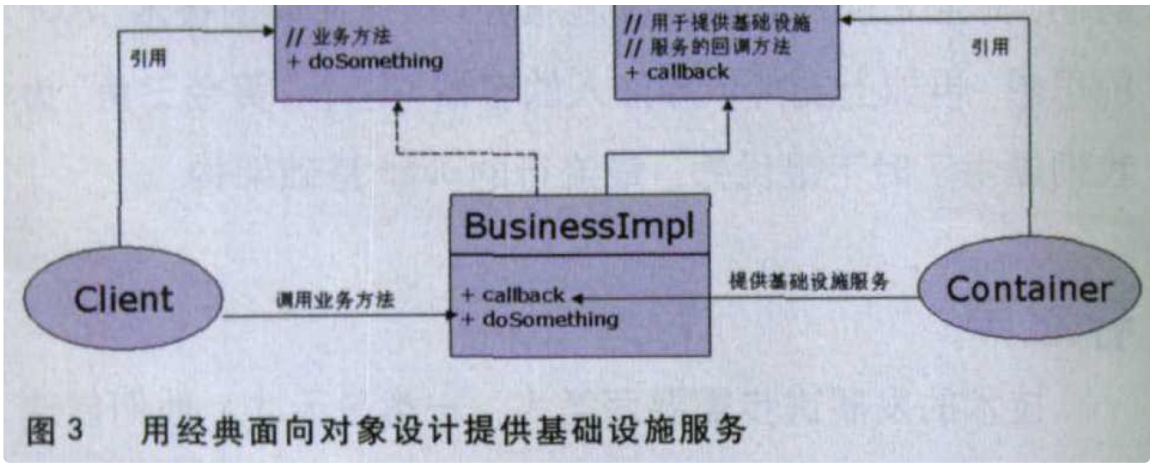 // 业务方法
+ doSomething
// 用于提供基础设施
// 服务的回调方法
+ callback
引用
引用
BusinessImpl
Client
调用业务方法
+ callback
+ doSomething
提供基础设施服务
Container
图 3 用经典面向对象设计提供基础设施服务